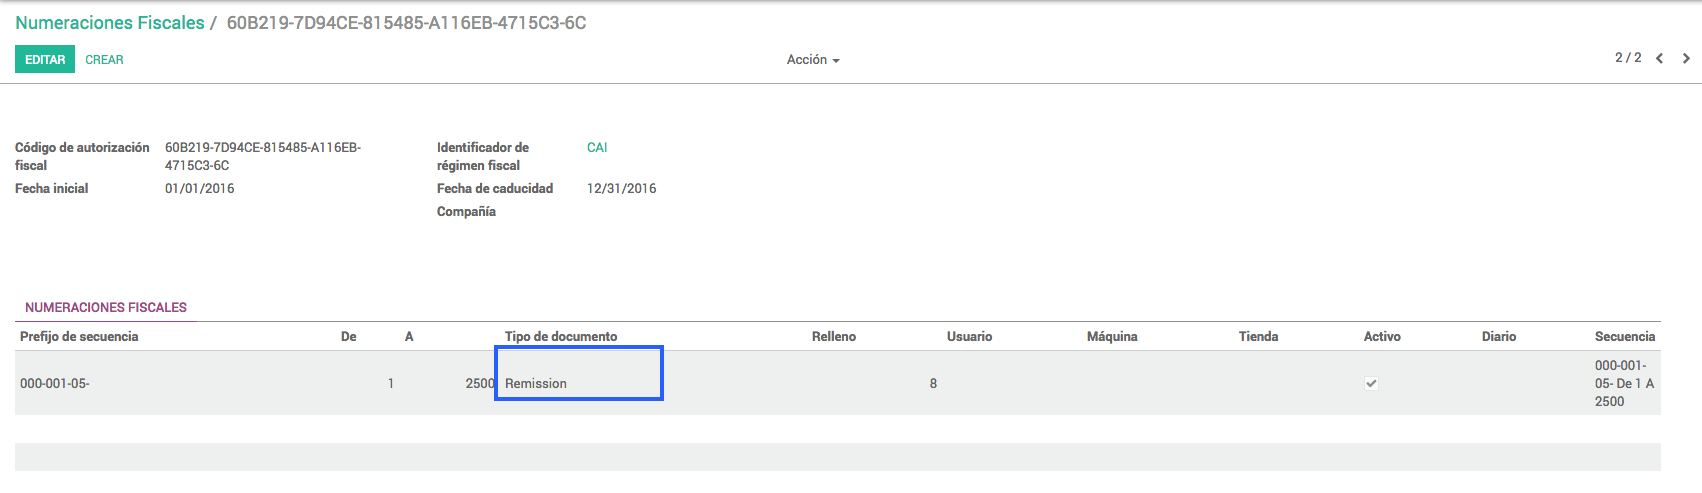 Numeraciones Fiscales / 60B219-7D94CE-815485-A116EB-4715C3-6C
EDITAR CREAR Acción 2 / 2
Código de autorización fiscal 60B219-7D94CE-815485-A116EB-4715C3-6C Identificador de régimen fiscal CAI
Fecha inicial 01/01/2016 Fecha de caducidad 12/31/2016
Compañía
NUMERACIONES FISCALES
Prefijo de secuencia De A Tipo de documento Relleno Usuario Máquina Tienda Activo Diario Secuencia
000-001-05- 1 2500 Remission 8 000-001-05- De 1 A 2500